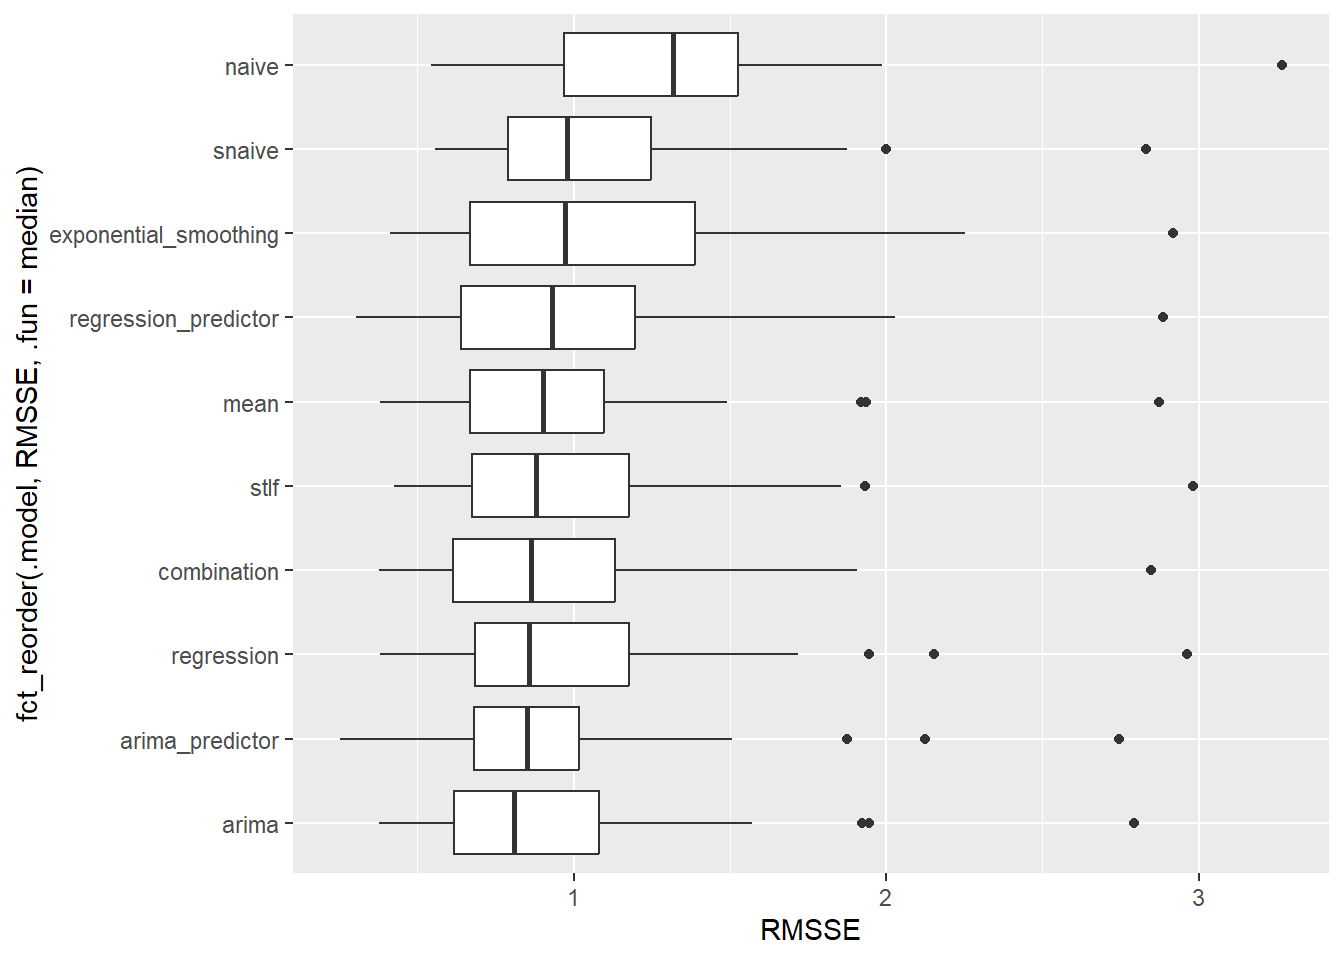 fct_reorder(.model, RMSSE, .fun = median)
naive
snaive
exponential_smoothing
regression_predictor
mean
stlf
combination
regression
arima_predictor
arima
1 2 3
RMSSE